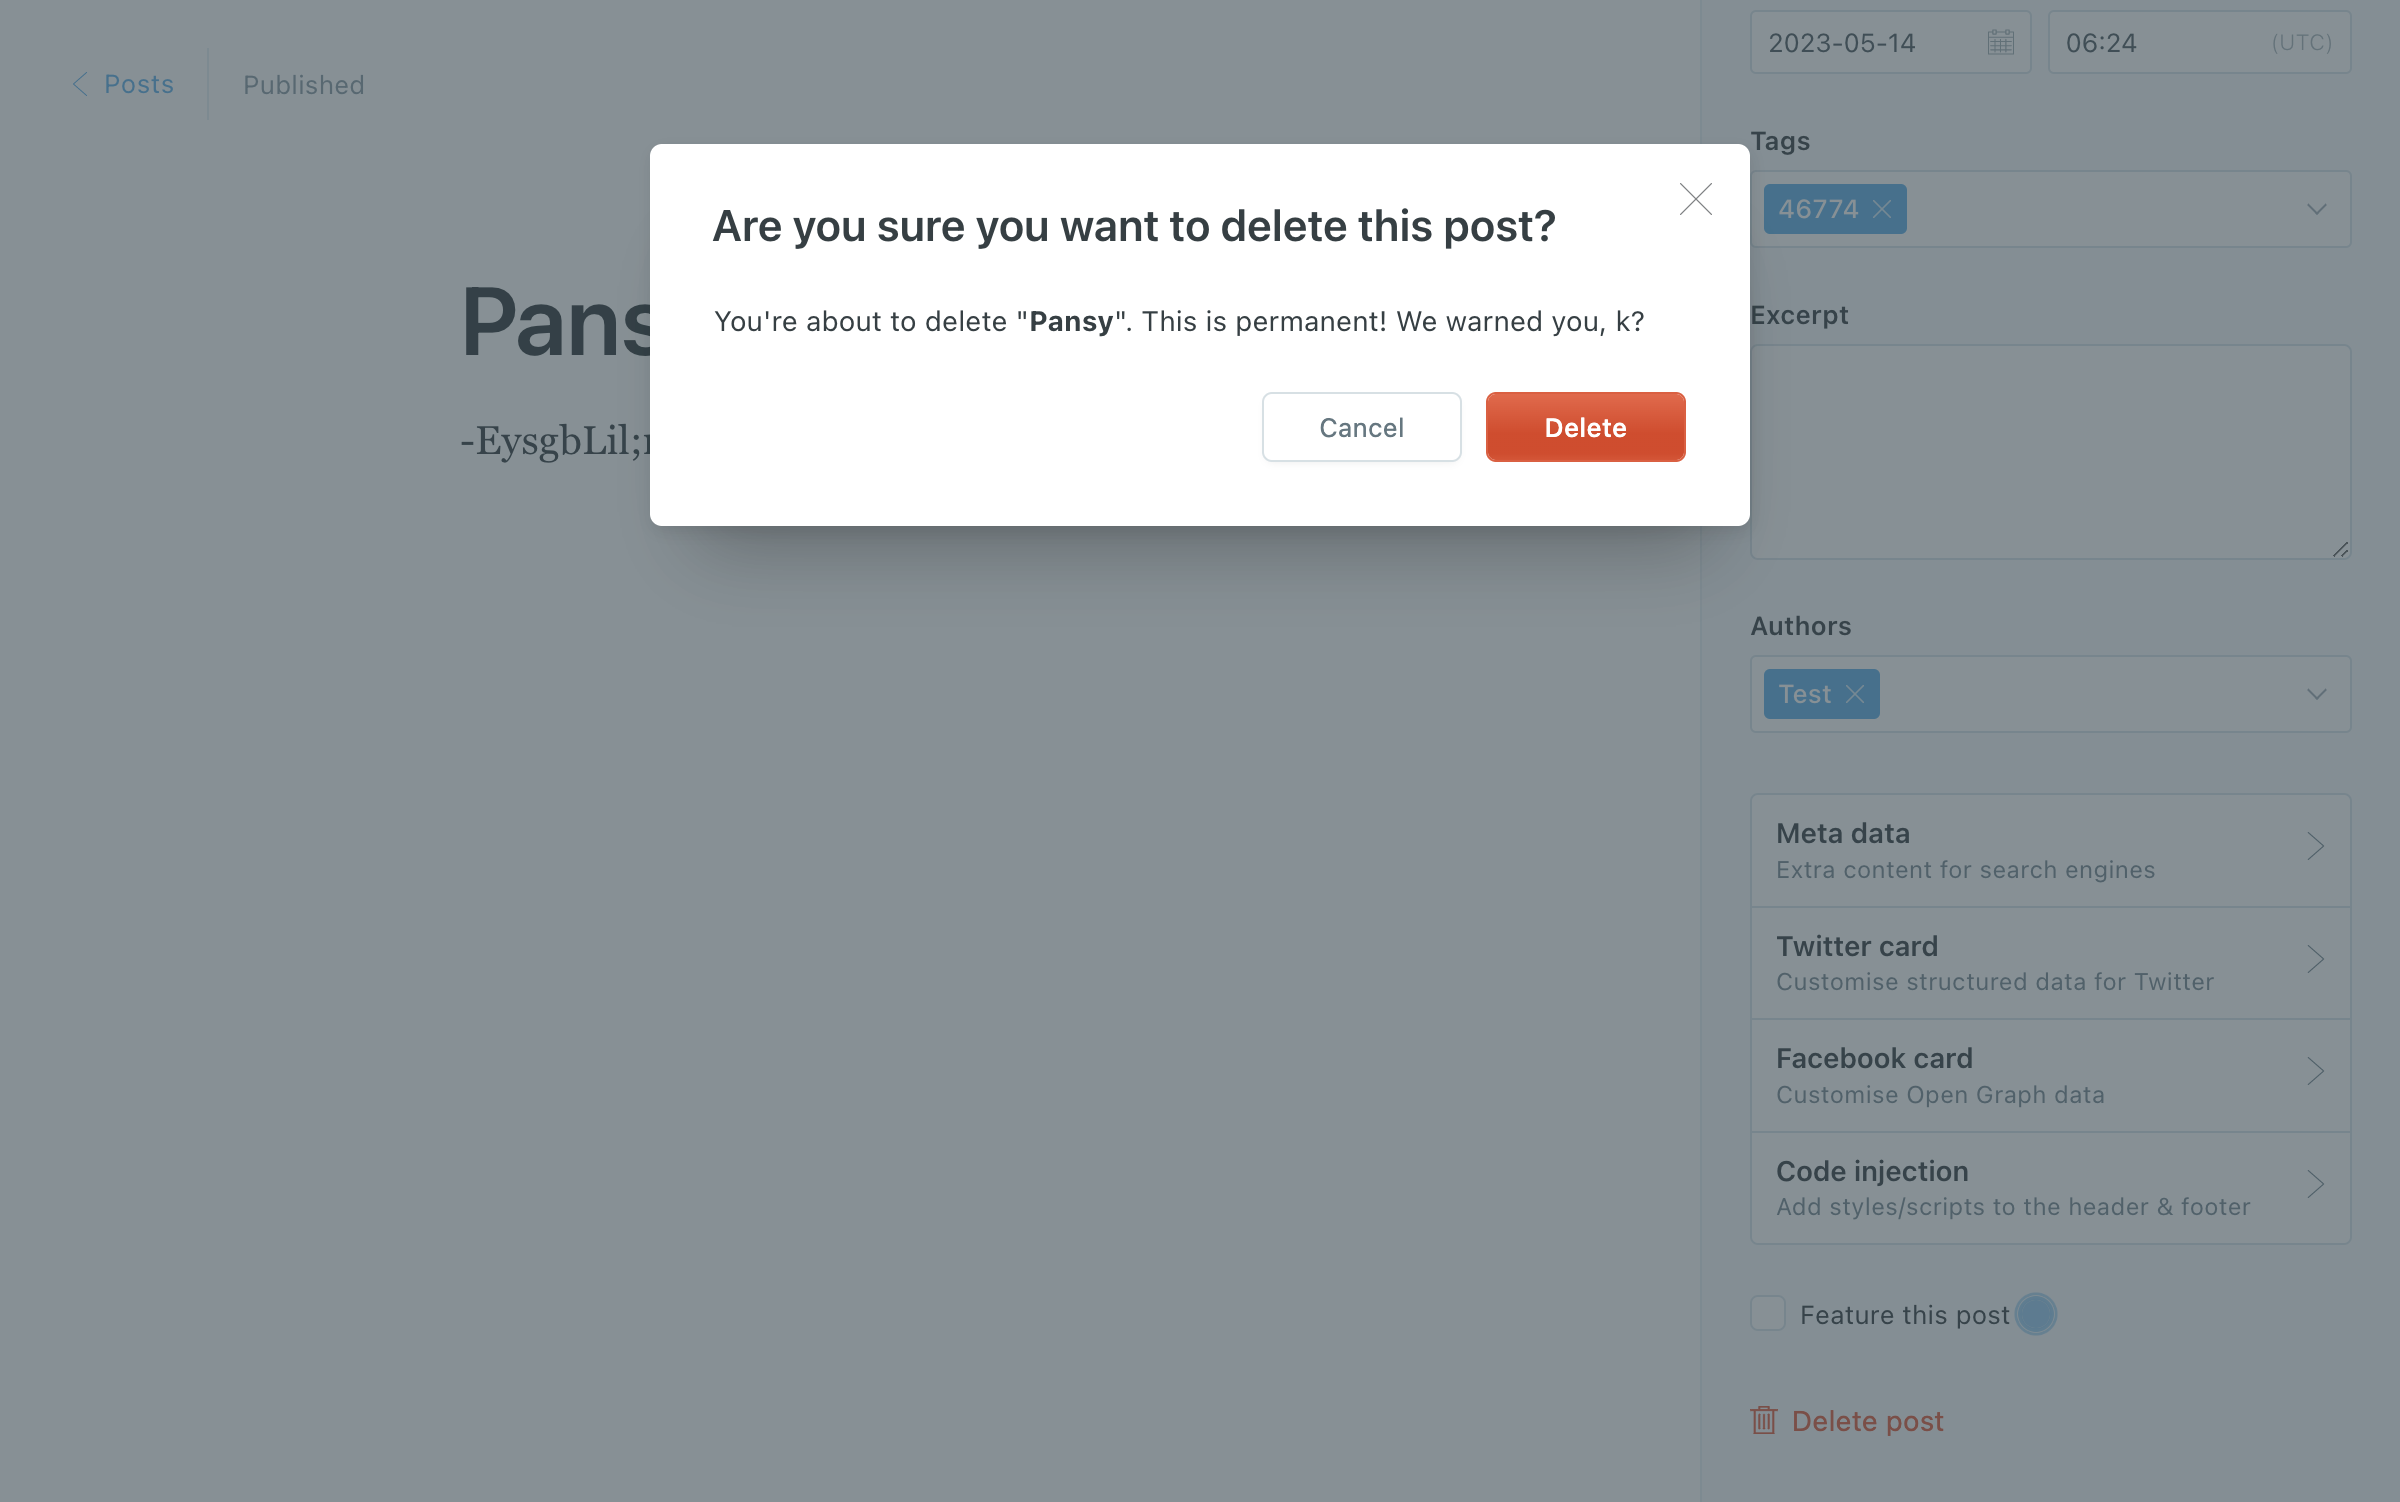 Posts
Published
Pans
-EysgbLil;
Are you sure you want to delete this post?
You're about to delete "Pansy". This is permanent! We warned you, k?
Cancel
Delete
2023-05-14
06:24
(UTC)
Tags
46774
Excerpt
Authors
Test
Meta data
Extra content for search engines
Twitter card
Customise structured data for Twitter
Facebook card
Customise Open Graph data
Code injection
Add styles/scripts to the header & footer
Feature this post
Delete post